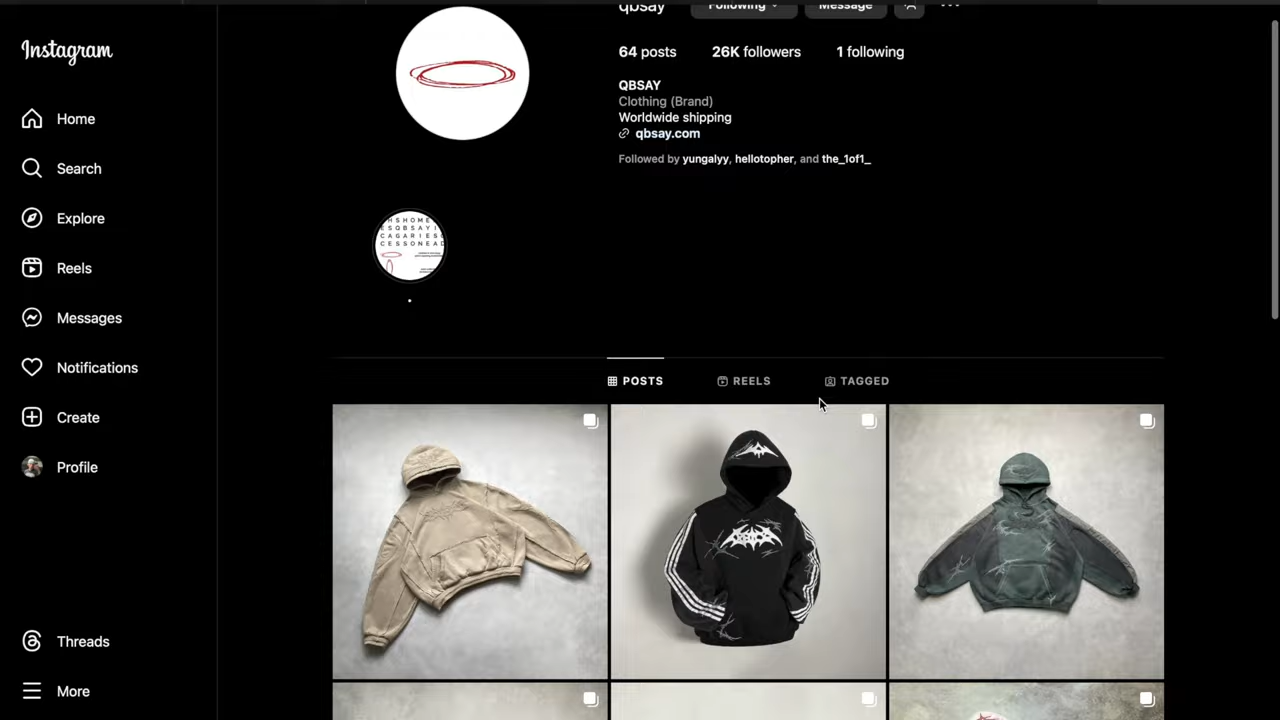 Instagram
Home
Search
Explore
Reels
Messages
Notifications
Create
Profile
Threads
More
qbsay
Following
Message
64 posts 26K followers 1 following
QBSAY
Clothing (Brand)
Worldwide shipping
qbsay.com
Followed by yungalyy, hellotopher, and the_1of1_
POSTS REELS TAGGED